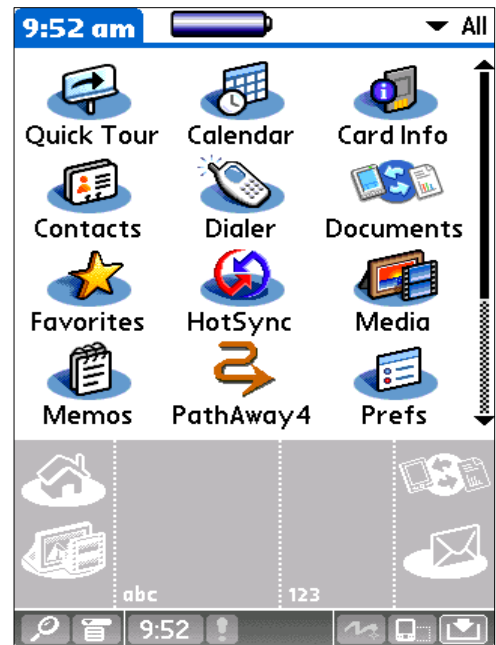 9:52 am All
Quick Tour Calendar Card Info
Contacts Dialer Documents
Favorites HotSync Media
Memos PathAway4 Prefs
abc 123
9:52